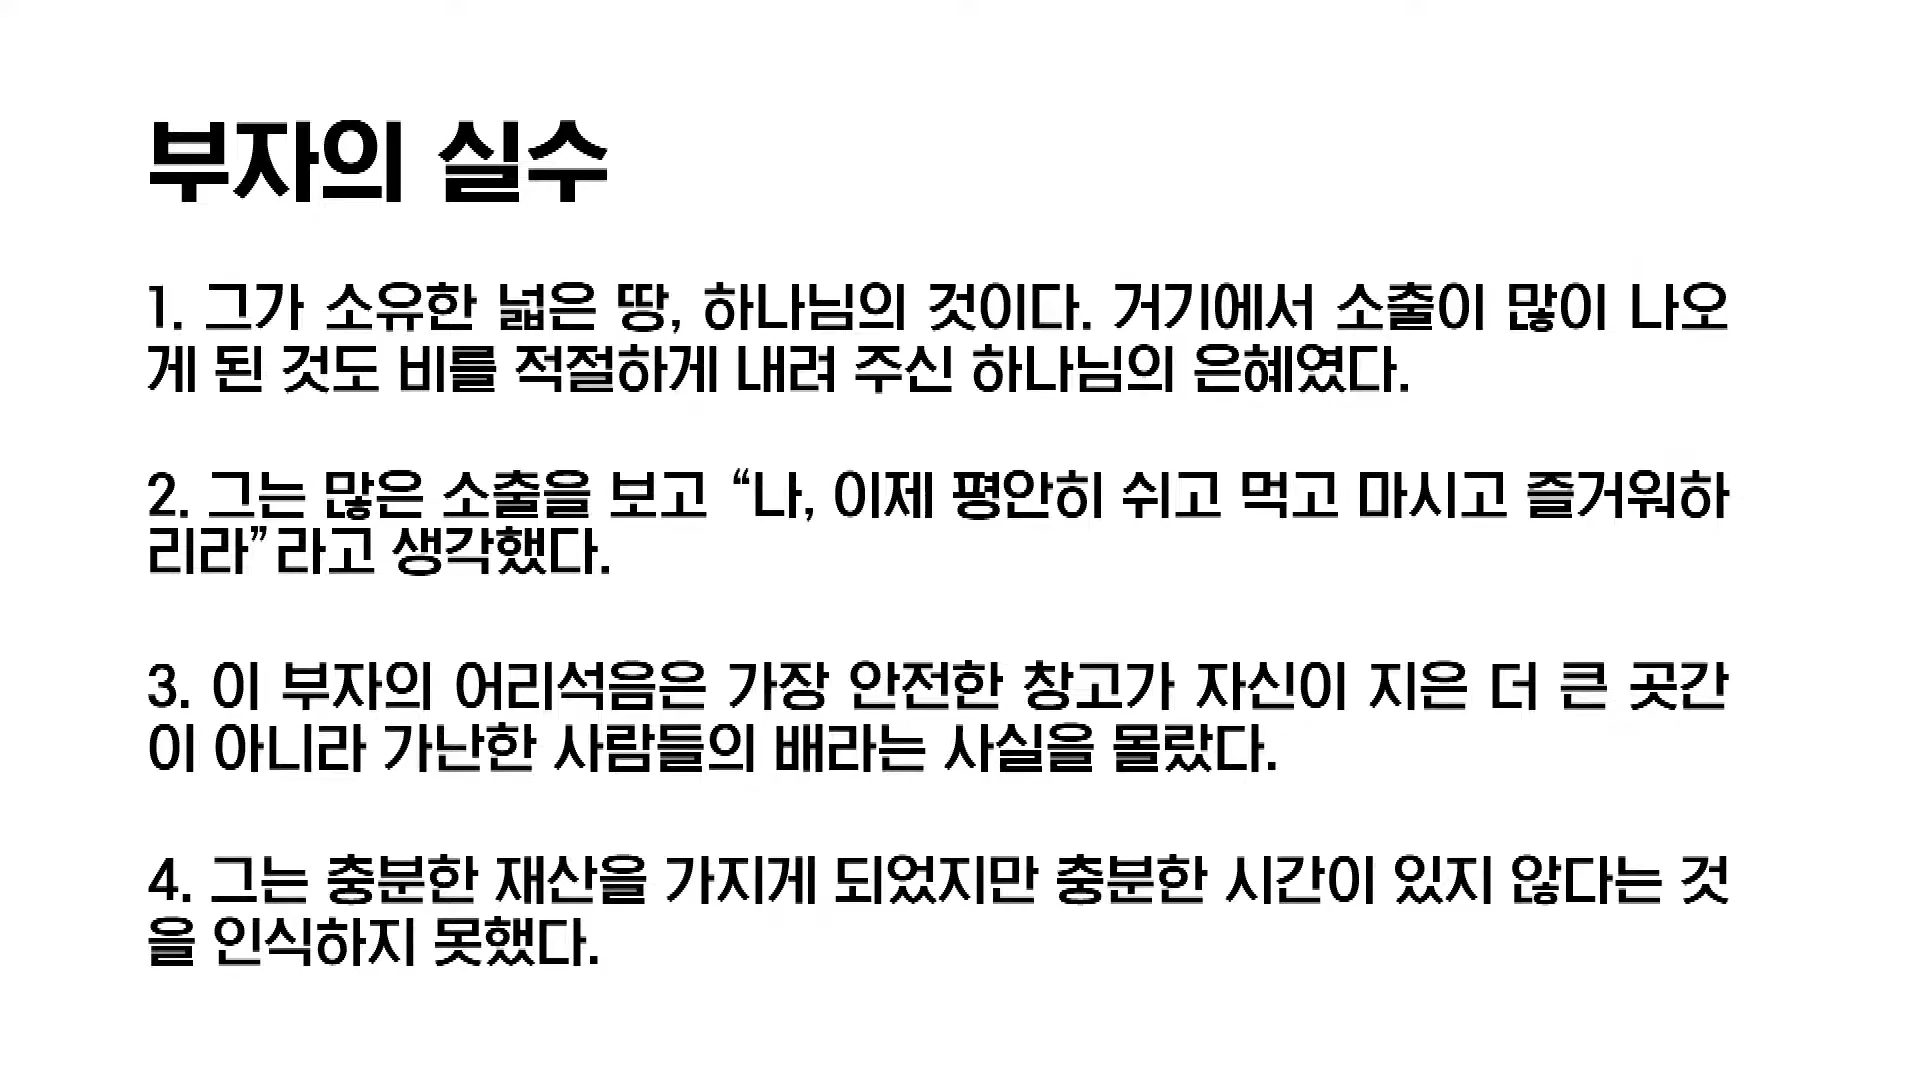 부자의 실수
1. 그가 소유한 넓은 땅, 하나님의 것이다. 거기에서 소출이 많이 나오
게 된 것도 비를 적절하게 내려 주신 하나님의 은혜였다.
2. 그는 많은 소출을 보고 “나, 이제 평안히 쉬고 먹고 마시고 즐거워하
리라”라고 생각했다.
3. 이 부자의 어리석음은 가장 안전한 창고가 자신이 지은 더 큰 곳간
이 아니라 가난한 사람들의 배라는 사실을 몰랐다.
4. 그는 충분한 재산을 가지게 되었지만 충분한 시간이 있지 않다는 것
을 인식하지 못했다.